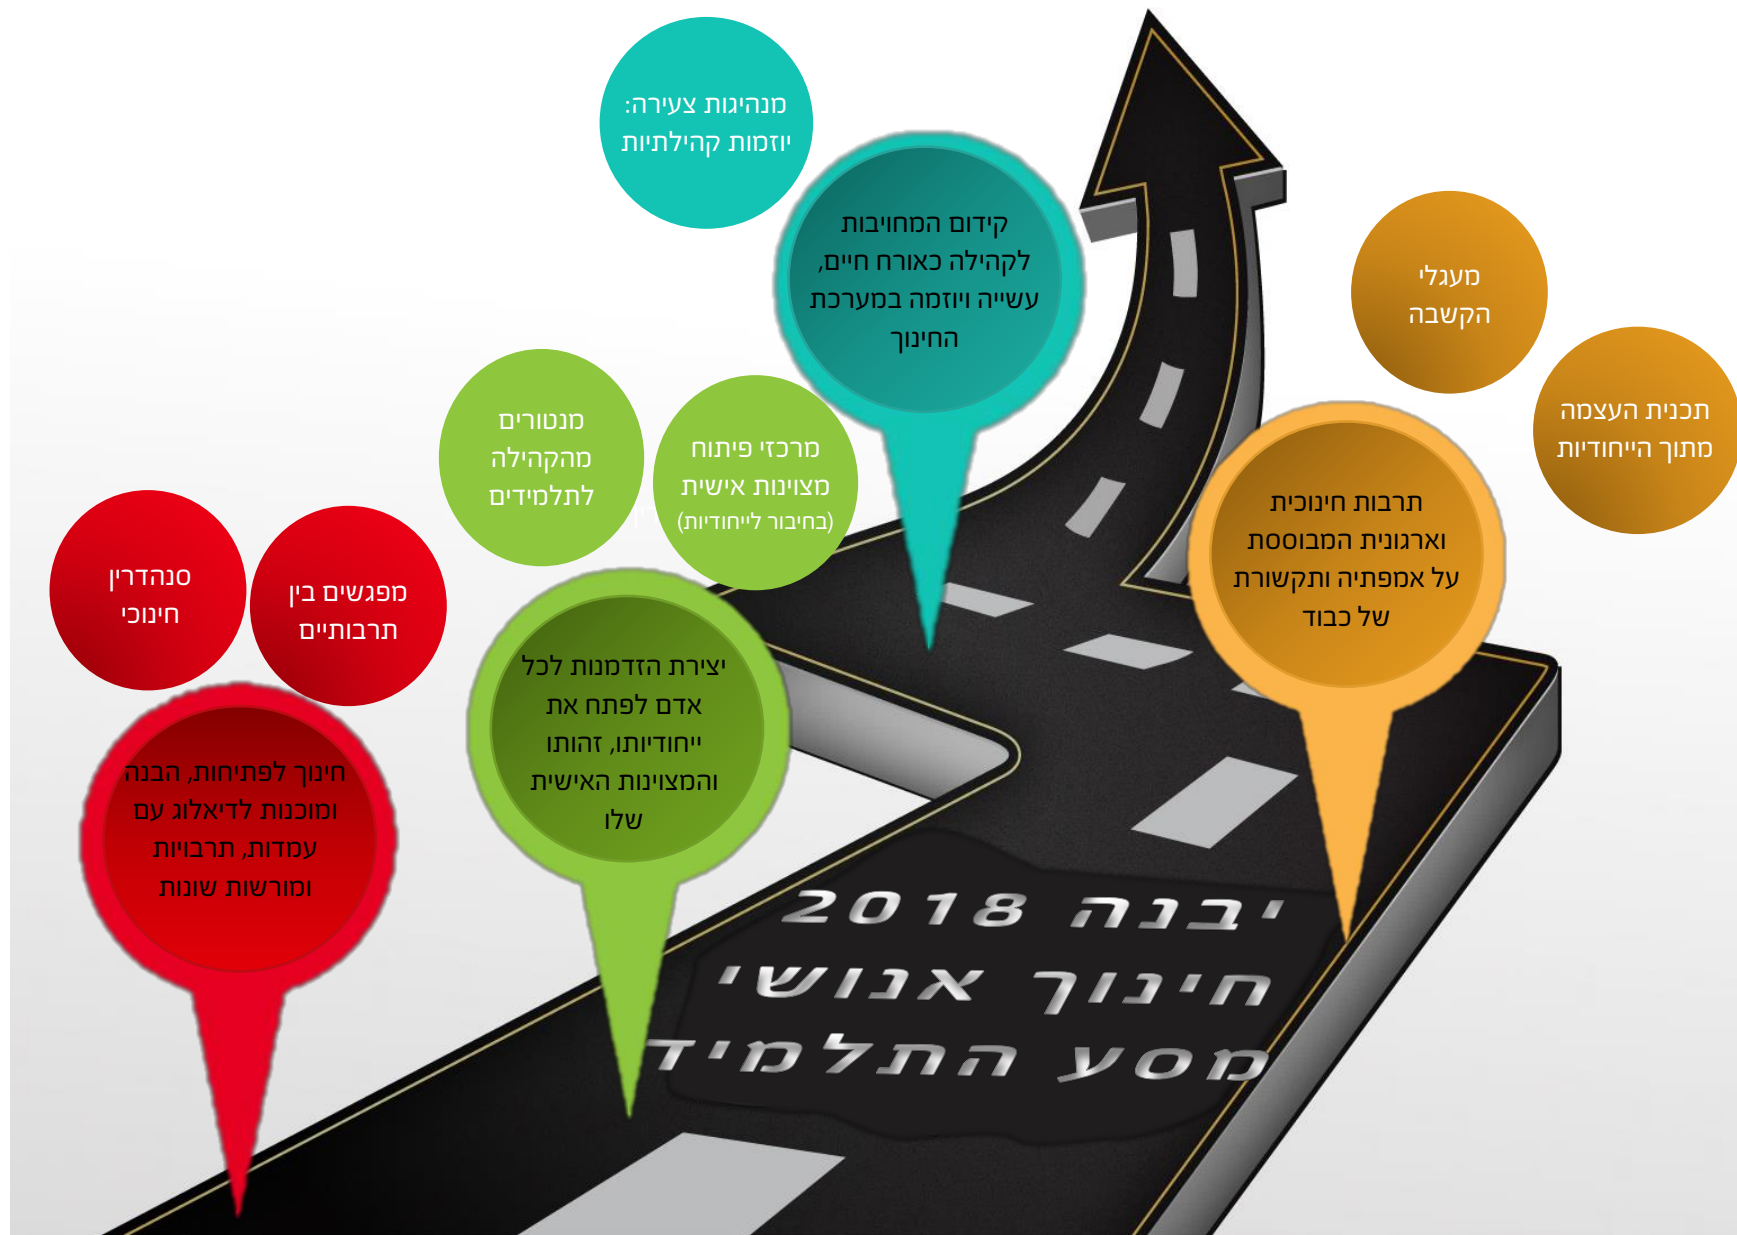 מנהיגות צעירה:
יוזמות קהילתיות
קידום המחויבות
לקהילה כאורח חיים,
עשייה ויוזמה במערכת
החינוך
מעגלי
הקשבה
תכנית העצמה
מתוך הייחודיות
תרבות חינוכית
וארגונית המבוססת
על אמפתיה ותקשורת
של כבוד
מרכזי פיתוח
מצוינות אישית
(בחיבור לייחודיות)
מנטורים
מהקהילה
לתלמידים
יצירת הזדמנות לכל
אדם לפתח את
ייחודיותו, זהותו
והמצוינות האישית
שלו
מפגשים בין
תרבותיים
סנהדרין
חינוכי
חינוך לפתיחות, הבנה
ומוכנות לדיאלוג עם
עמדות, תרבויות
ומורשות שונות
יבנה 2018
חינוך אנושי
מסע התלמיד